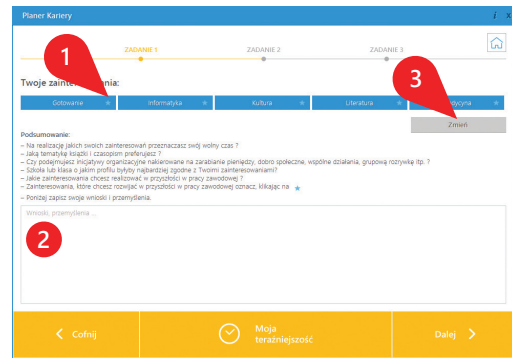 Planer Kariery i x
ZADANIE 1 ZADANIE 2 ZADANIE 3
1
3
Twoje zainteresowania:
Gotowanie Informatyka Kultura Literatura
Zmień
Podsumowanie:
– Na realizację jakich swoich zainteresowań przeznaczasz swój wolny czas ?
– Jaką tematykę książki i czasopism preferujesz ?
– Czy podejmujesz inicjatywy organizacyjne nakierowane na zarabianie pieniędzy, dobro społeczne, wspólne działania, grupową rozrywkę itp. ?
– Szkoła lub klasa o jakim profilu byłyby najbardziej zgodne z Twoimi zainteresowaniami?
– Jakie zainteresowania chcesz realizować w przyszłości w pracy zawodowej ?
– Zainteresowania, które chcesz rozwijać w przyszłości w pracy zawodowej oznacz, klikając na
– Poniżej zapisz swoje wnioski i przemyślenia.
Wnioski, przemyślenia ...
2
Cofnij Moja Dalej
teraźniejszość